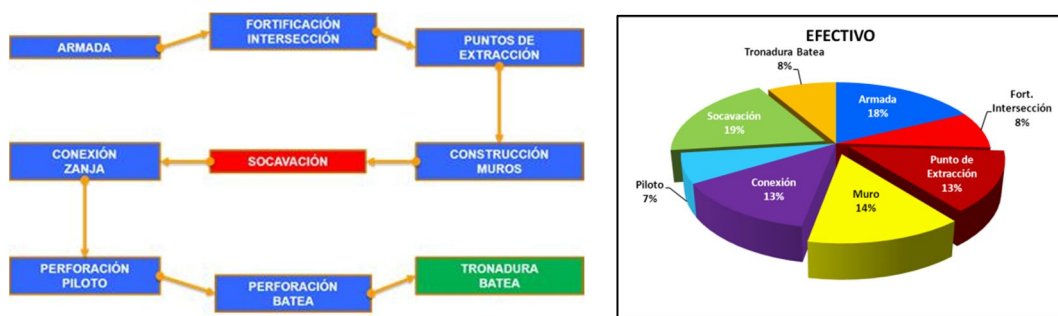 ARMADA
FORTIFICACIÓN
INTERSECCIÓN
PUNTOS DE
EXTRACCIÓN
CONEXIÓN
ZANJA
SOCAVACIÓN
CONSTRUCCIÓN
MUROS
PERFORACIÓN
PILOTO
PERFORACIÓN
BATEA
TRONADURA
BATEA
EFECTIVO
Tronadura Batea
8%
Armada
18%
Fort.
Intersección
8%
Socavación
19%
Punto de
Extracción
13%
Piloto
7%
Conexión
13%
Muro
14%